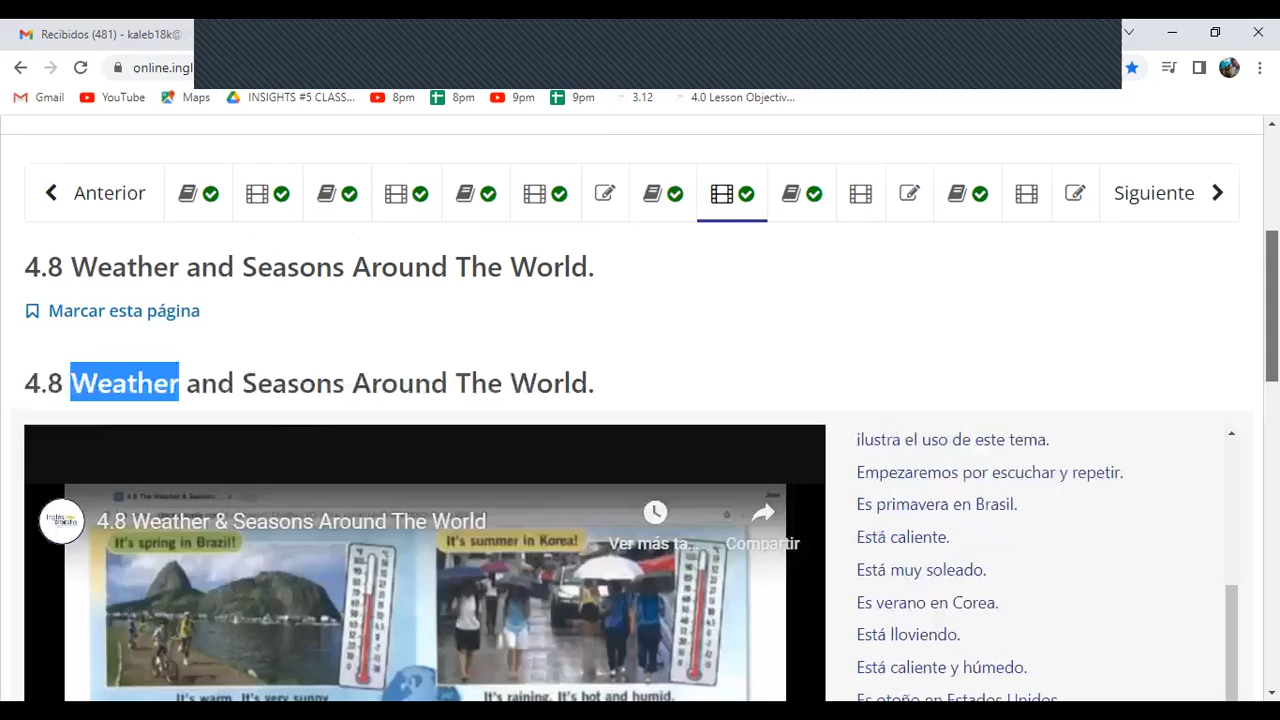 Recibidos (481) - kaleb18k@
online.ingl
Gmail YouTube Maps INSIGHTS #5 CLASS... 8pm 8pm 9pm 9pm 3.12 4.0 Lesson Objectiv...
Anterior Siguiente
4.8 Weather and Seasons Around The World.
Marcar esta página
4.8 Weather and Seasons Around The World.
4.8 Weather & Seasons Around The World
Ver más ta... Compartir
It's spring in Brazil! It's summer in Korea!
It's warm. It's very sunny. It's raining. It's hot and humid.
ilustra el uso de este tema.
Empezaremos por escuchar y repetir.
Es primavera en Brasil.
Está caliente.
Está muy soleado.
Es verano en Corea.
Está lloviendo.
Está caliente y húmedo.
Es otoño en Estados Unidos